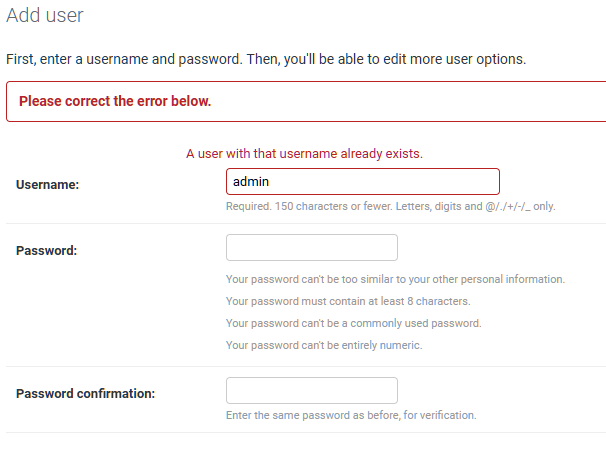 Add user
First, enter a username and password. Then, you'll be able to edit more user options.
Please correct the error below.
A user with that username already exists.
Username:
admin
Required. 150 characters or fewer. Letters, digits and @/./+/-/_ only.
Password:
Your password can't be too similar to your other personal information.
Your password must contain at least 8 characters.
Your password can't be a commonly used password.
Your password can't be entirely numeric.
Password confirmation:
Enter the same password as before, for verification.